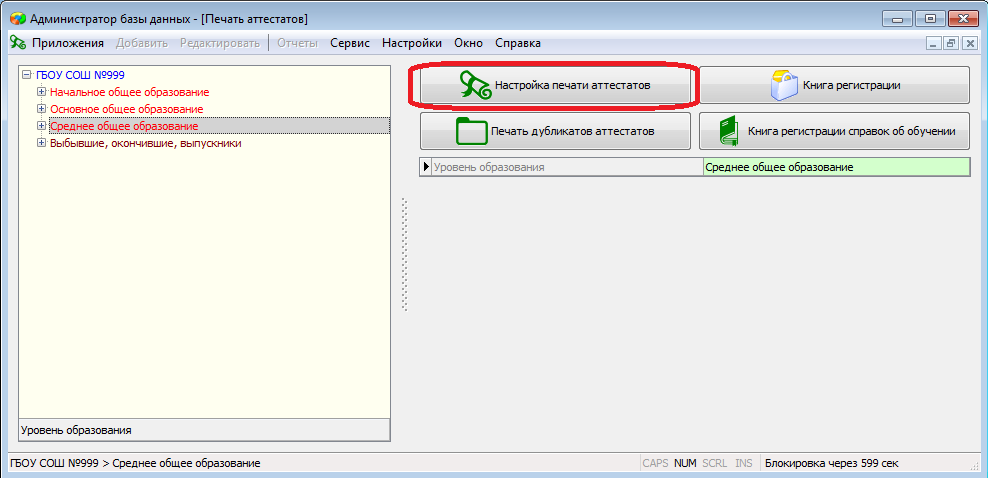 Администратор базы данных - [Печать аттестатов]
Приложения Добавить Редактировать Отчеты Сервис Настройки Окно Справка
ГБОУ СОШ №999
Начальное общее образование
Основное общее образование
Среднее общее образование
Выбывшие, окончившие, выпускники
Уровень образования
Настройка печати аттестатов
Книга регистрации
Печать дубликатов аттестатов
Книга регистрации справок об обучении
Уровень образования Среднее общее образование
ГБОУ СОШ №999 > Среднее общее образование CAPS NUM SCRL INS Блокировка через 599 сек